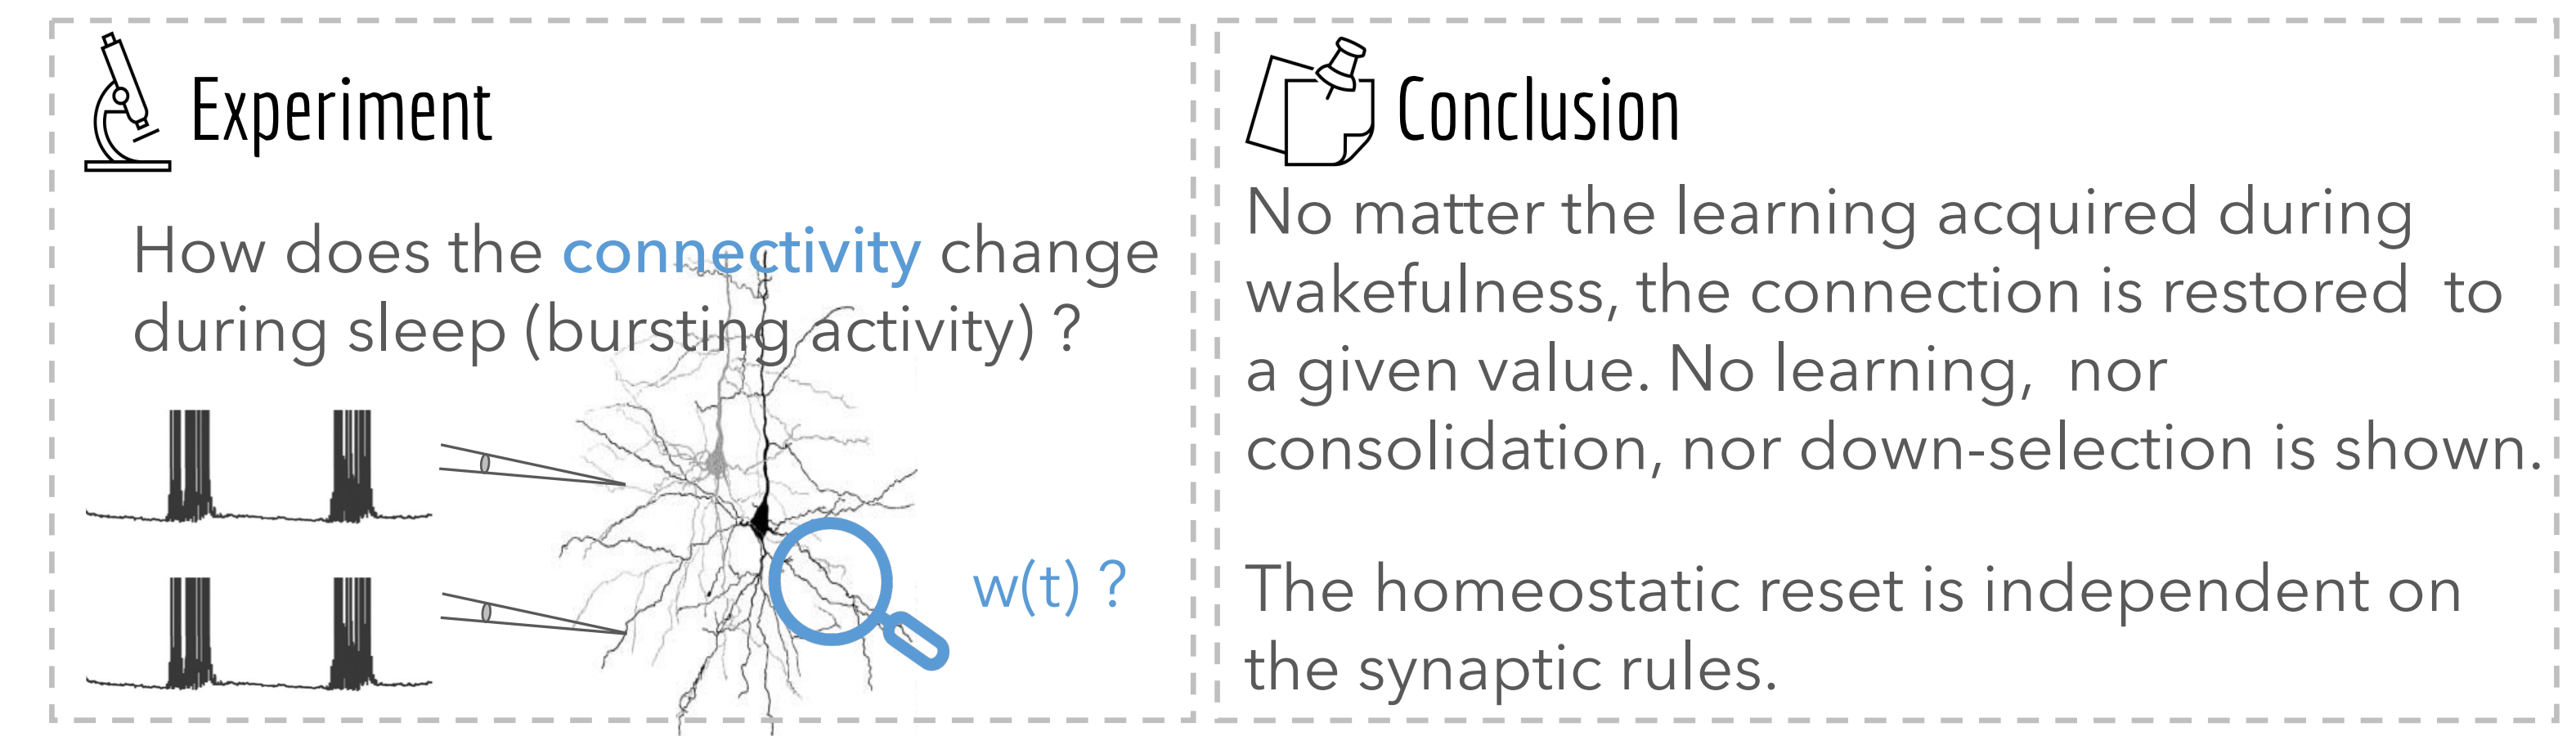 Experiment
How does the connectivity change
during sleep (bursting activity) ?
w(t) ?
Conclusion
No matter the learning acquired during
wakefulness, the connection is restored  to
a given value. No learning,  nor
consolidation, nor down-selection is shown.
The homeostatic reset is independent on
the synaptic rules.